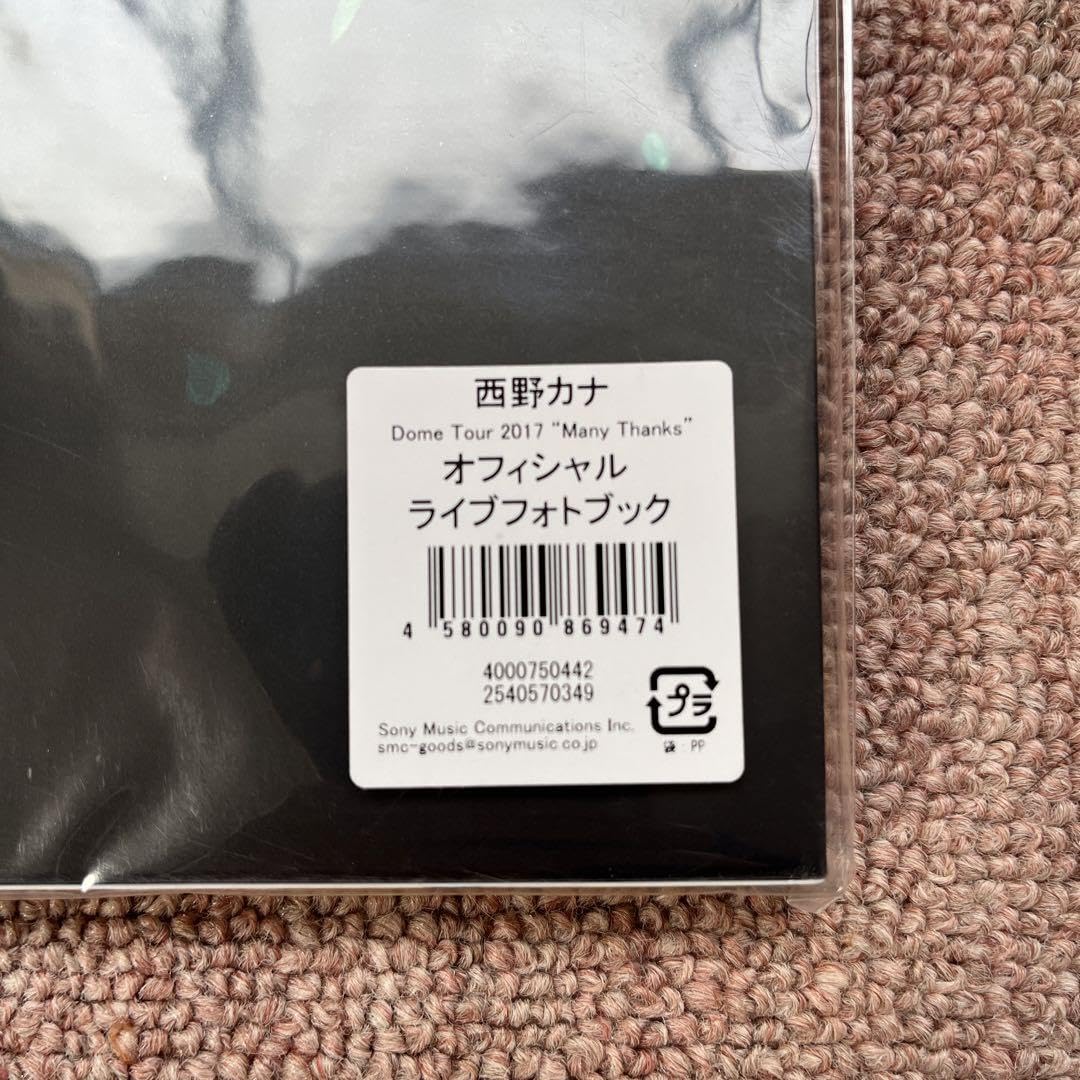 西野カナ
Dome Tour 2017 “Many Thanks”
オフィシャル
ライブフォトブック
4 580090 869474
4000750442
2540570349
プラ
袋:PP
Sony Music Communications Inc.
smc-goods@sonymusic.co.jp